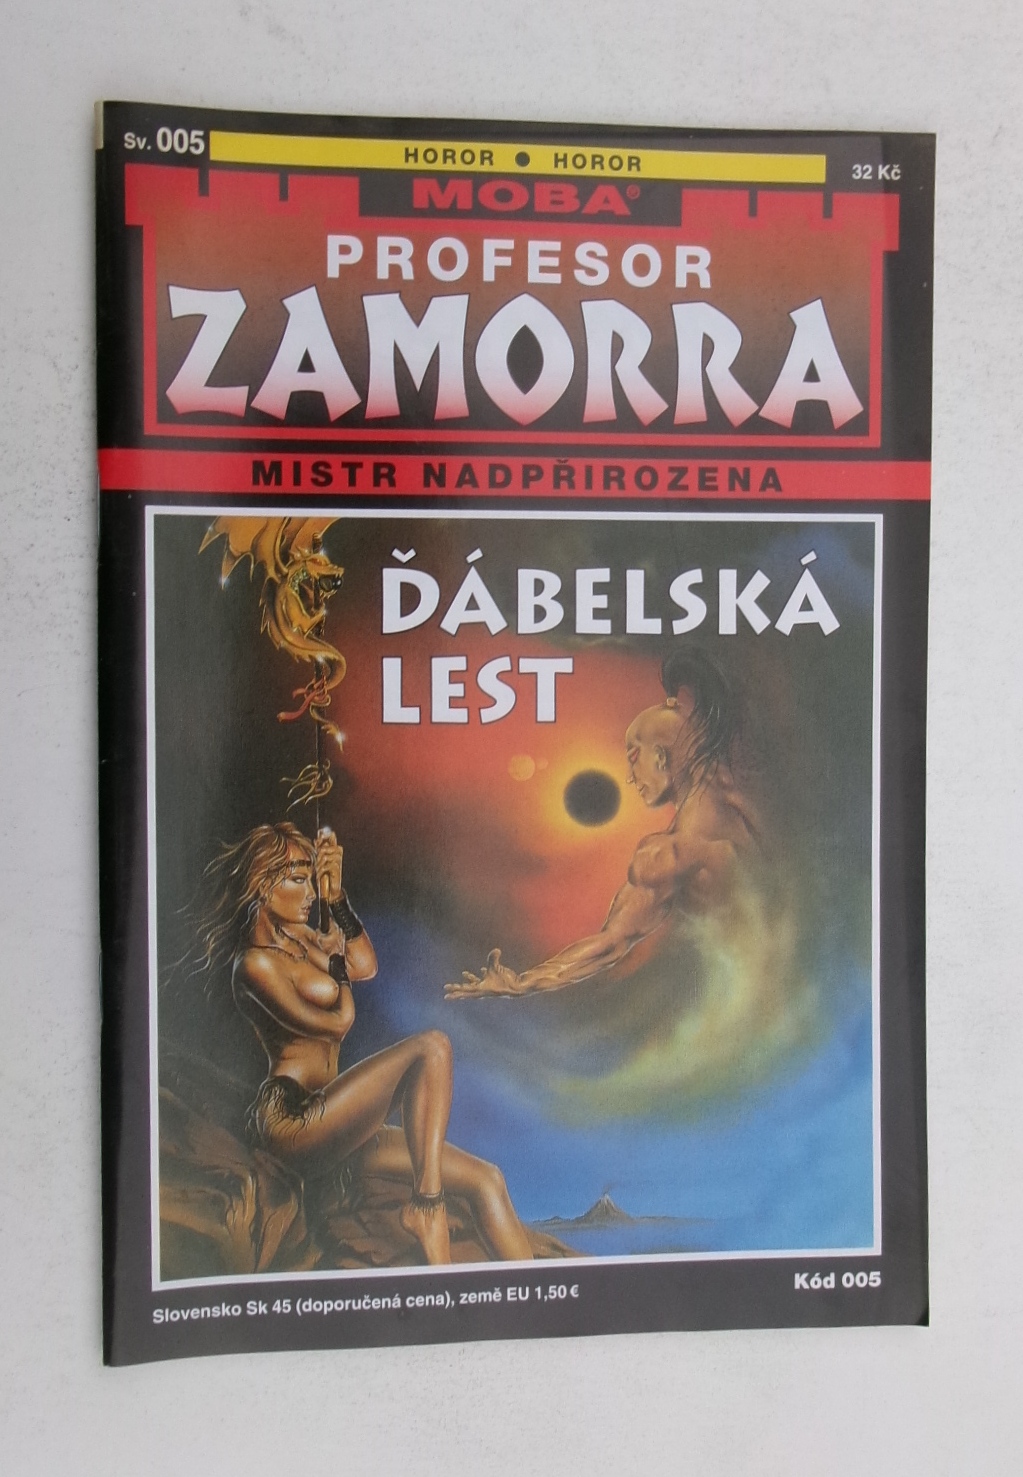 Sv. 005
HOROR • HOROR
32 Kč
MOBA®
PROFESOR
ZAMORRA
MISTR NADPŘIROZENA
ĎÁBELSKÁ
LEST
Kód 005
Slovensko Sk 45 (doporučená cena), země EU 1,50 €